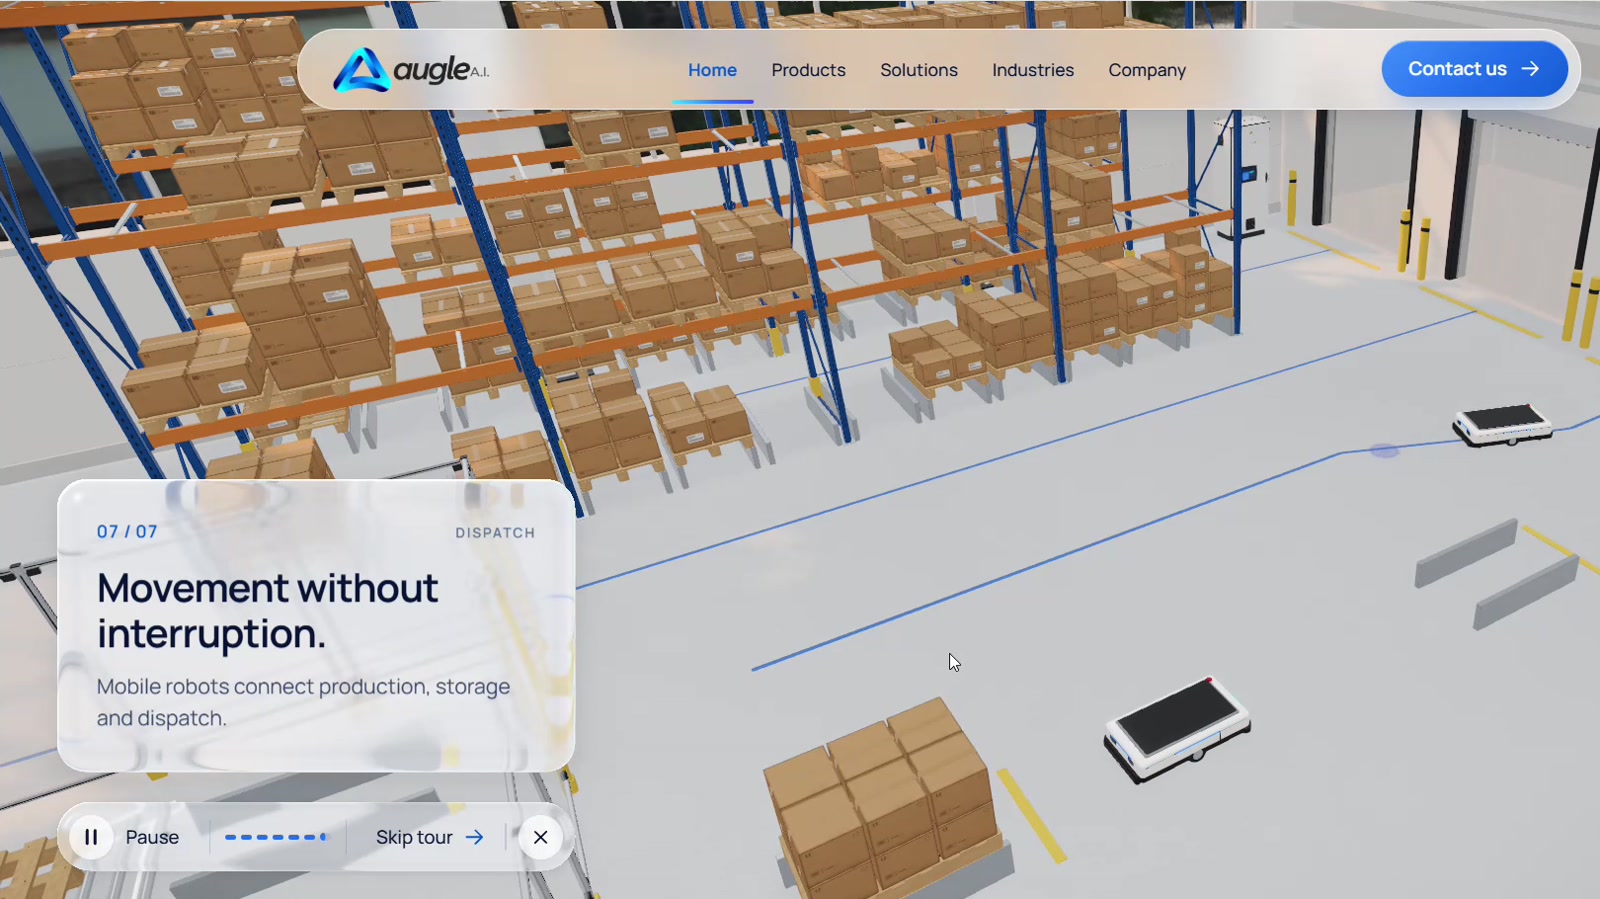 augle A.I.
Home
Products
Solutions
Industries
Company
Contact us
07 / 07
DISPATCH
Movement without
interruption.
Mobile robots connect production, storage
and dispatch.
Pause
Skip tour